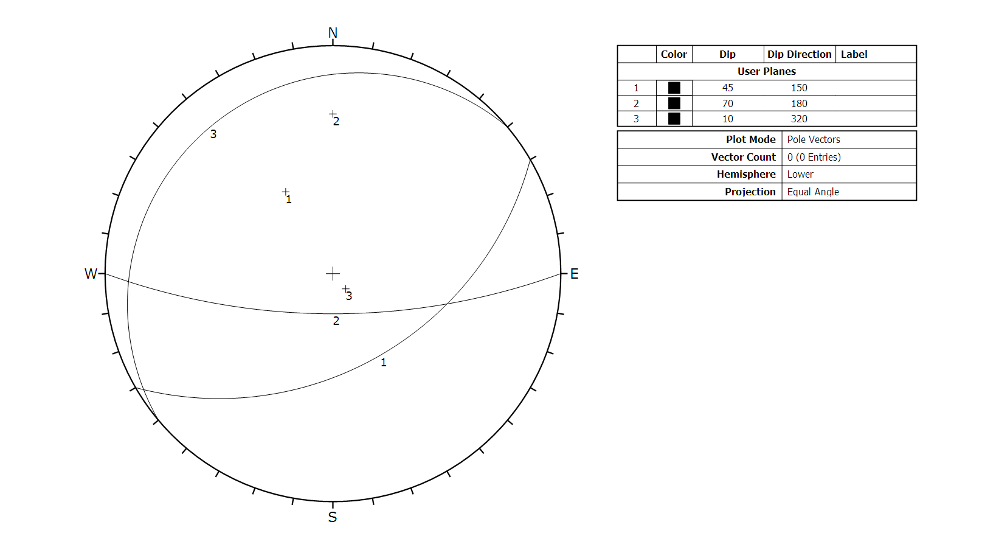 N
Color Dip Dip Direction Label
User Planes
1 45 150
2 70 180
3 10 320
2
3
Plot Mode Pole Vectors
Vector Count 0 (0 Entries)
Hemisphere Lower
Projection Equal Angle
1
W E
3
2
1
S